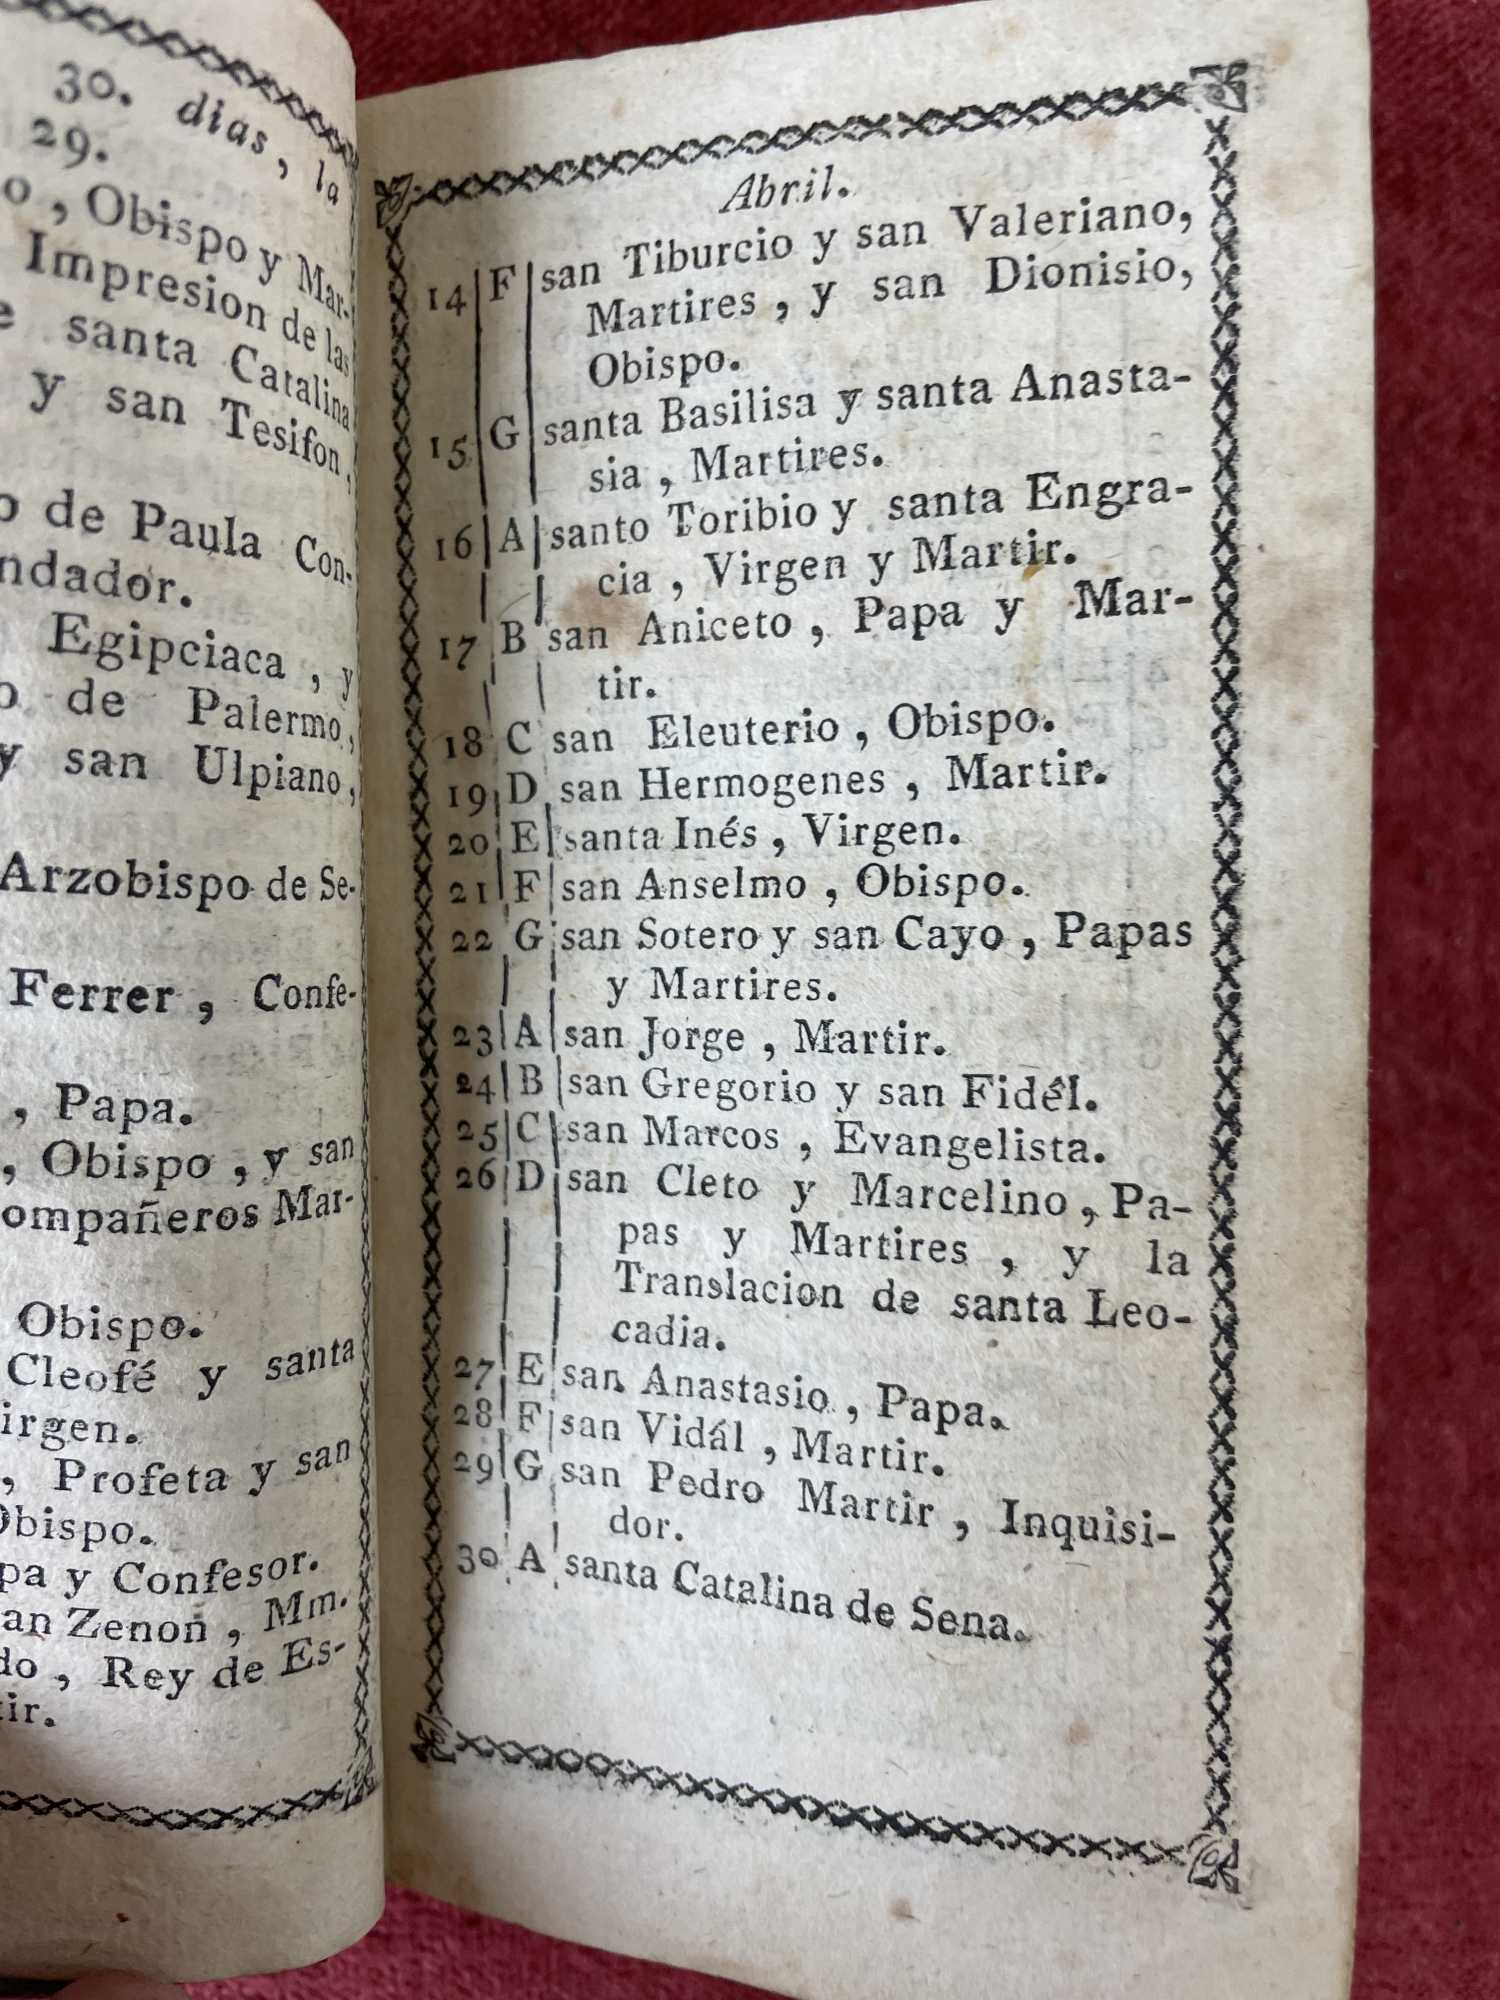 30. dias, la
29.
o, Obispo y Mar-
Impresion de las
santa Catalina
y san Tesifon,
o de Paula Con-
ndador.
Egipciaca, y
o de Palermo,
y san Ulpiano,
Arzobispo de Se-
Ferrer, Confe-
, Papa.
, Obispo, y san
ompañeros Mar-
Obispo.
Cleofé y santa
irgen.
, Profeta y san
Obispo.
pa y Confesor.
an Zenon, Mm.
do, Rey de Es-
tir.
Abril.
14 F san Tiburcio y san Valeriano,
Martires, y san Dionisio,
Obispo.
15 G santa Basilisa y santa Anasta-
sia, Martires.
16 A santo Toribio y santa Engra-
cia, Virgen y Martir.
17 B san Aniceto, Papa y Mar-
tir.
18 C san Eleuterio, Obispo.
19 D san Hermogenes, Martir.
20 E santa Inés, Virgen.
21 F san Anselmo, Obispo.
22 G san Sotero y san Cayo, Papas
y Martires.
23 A san Jorge, Martir.
24 B san Gregorio y san Fidél.
25 C san Marcos, Evangelista.
26 D san Cleto y Marcelino, Pa-
pas y Martires, y la
Translacion de santa Leo-
cadia.
27 E san Anastasio, Papa.
28 F san Vidál, Martir.
29 G san Pedro Martir, Inquisi-
dor.
30 A santa Catalina de Sena.